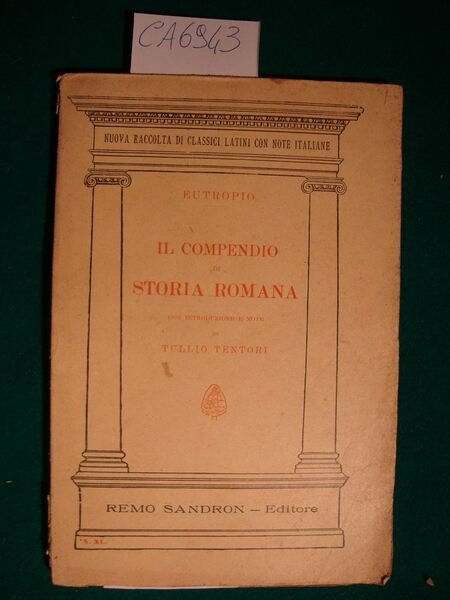 CA6943
NUOVA RACCOLTA DI CLASSICI LATINI CON NOTE ITALIANE
EUTROPIO
IL COMPENDIO
DI
STORIA ROMANA
CON INTRODUZIONE E NOTE
DI
TULLIO TENTORI
REMO SANDRON — Editore